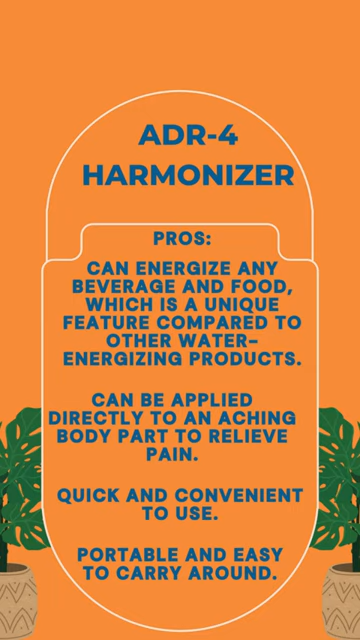 ADR-4
HARMONIZER
PROS:
CAN ENERGIZE ANY
BEVERAGE AND FOOD,
WHICH IS A UNIQUE
FEATURE COMPARED TO
OTHER WATER-
ENERGIZING PRODUCTS.
CAN BE APPLIED
DIRECTLY TO AN ACHING
BODY PART TO RELIEVE
PAIN.
QUICK AND CONVENIENT
TO USE.
PORTABLE AND EASY
TO CARRY AROUND.